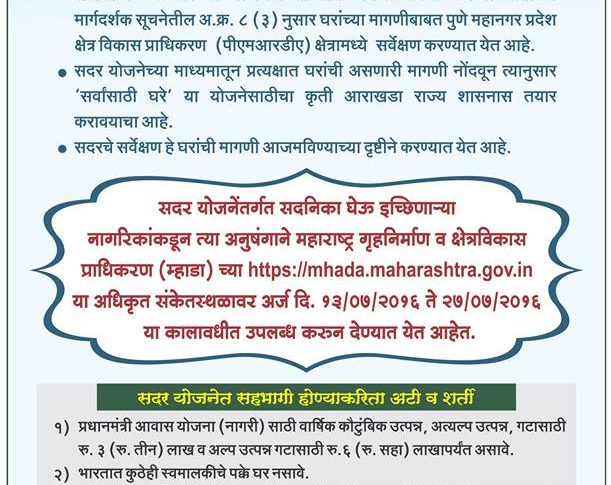 मार्गदर्शक सूचनेतील अ.क्र. ८ (३) नुसार घरांच्या मागणीबाबत पुणे महानगर प्रदेश
क्षेत्र विकास प्राधिकरण (पीएमआरडीए) क्षेत्रामध्ये सर्वेक्षण करण्यात येत आहे.
● सदर योजनेच्या माध्यमातून प्रत्यक्षात घरांची असणारी मागणी नोंदवून त्यानुसार
‘सर्वांसाठी घरे’ या योजनेसाठीचा कृती आराखडा राज्य शासनास तयार
करावयाचा आहे.
● सदरचे सर्वेक्षण हे घरांची मागणी आजमविण्याच्या दृष्टीने करण्यात येत आहे.
सदर योजनेंतर्गत सदनिका घेऊ इच्छिणाऱ्या
नागरिकांकडून त्या अनुषंगाने महाराष्ट्र गृहनिर्माण व क्षेत्रविकास
प्राधिकरण (म्हाडा) च्या https://mhada.maharashtra.gov.in
या अधिकृत संकेतस्थळावर अर्ज दि. १३/०७/२०१६ ते २७/०७/२०१६
या कालावधीत उपलब्ध करुन देण्यात येत आहेत.
सदर योजनेत सहभागी होण्याकरिता अटी व शर्ती
१) प्रधानमंत्री आवास योजना (नागरी) साठी वार्षिक कौटुंबिक उत्पन्न, अत्यल्प उत्पन्न, गटासाठी
रु. ३ (रु. तीन) लाख व अल्प उत्पन्न गटासाठी रु.६ (रु. सहा) लाखापर्यंत असावे.
२) भारतात कुठेही स्वमालकीचे पक्के घर नसावे.